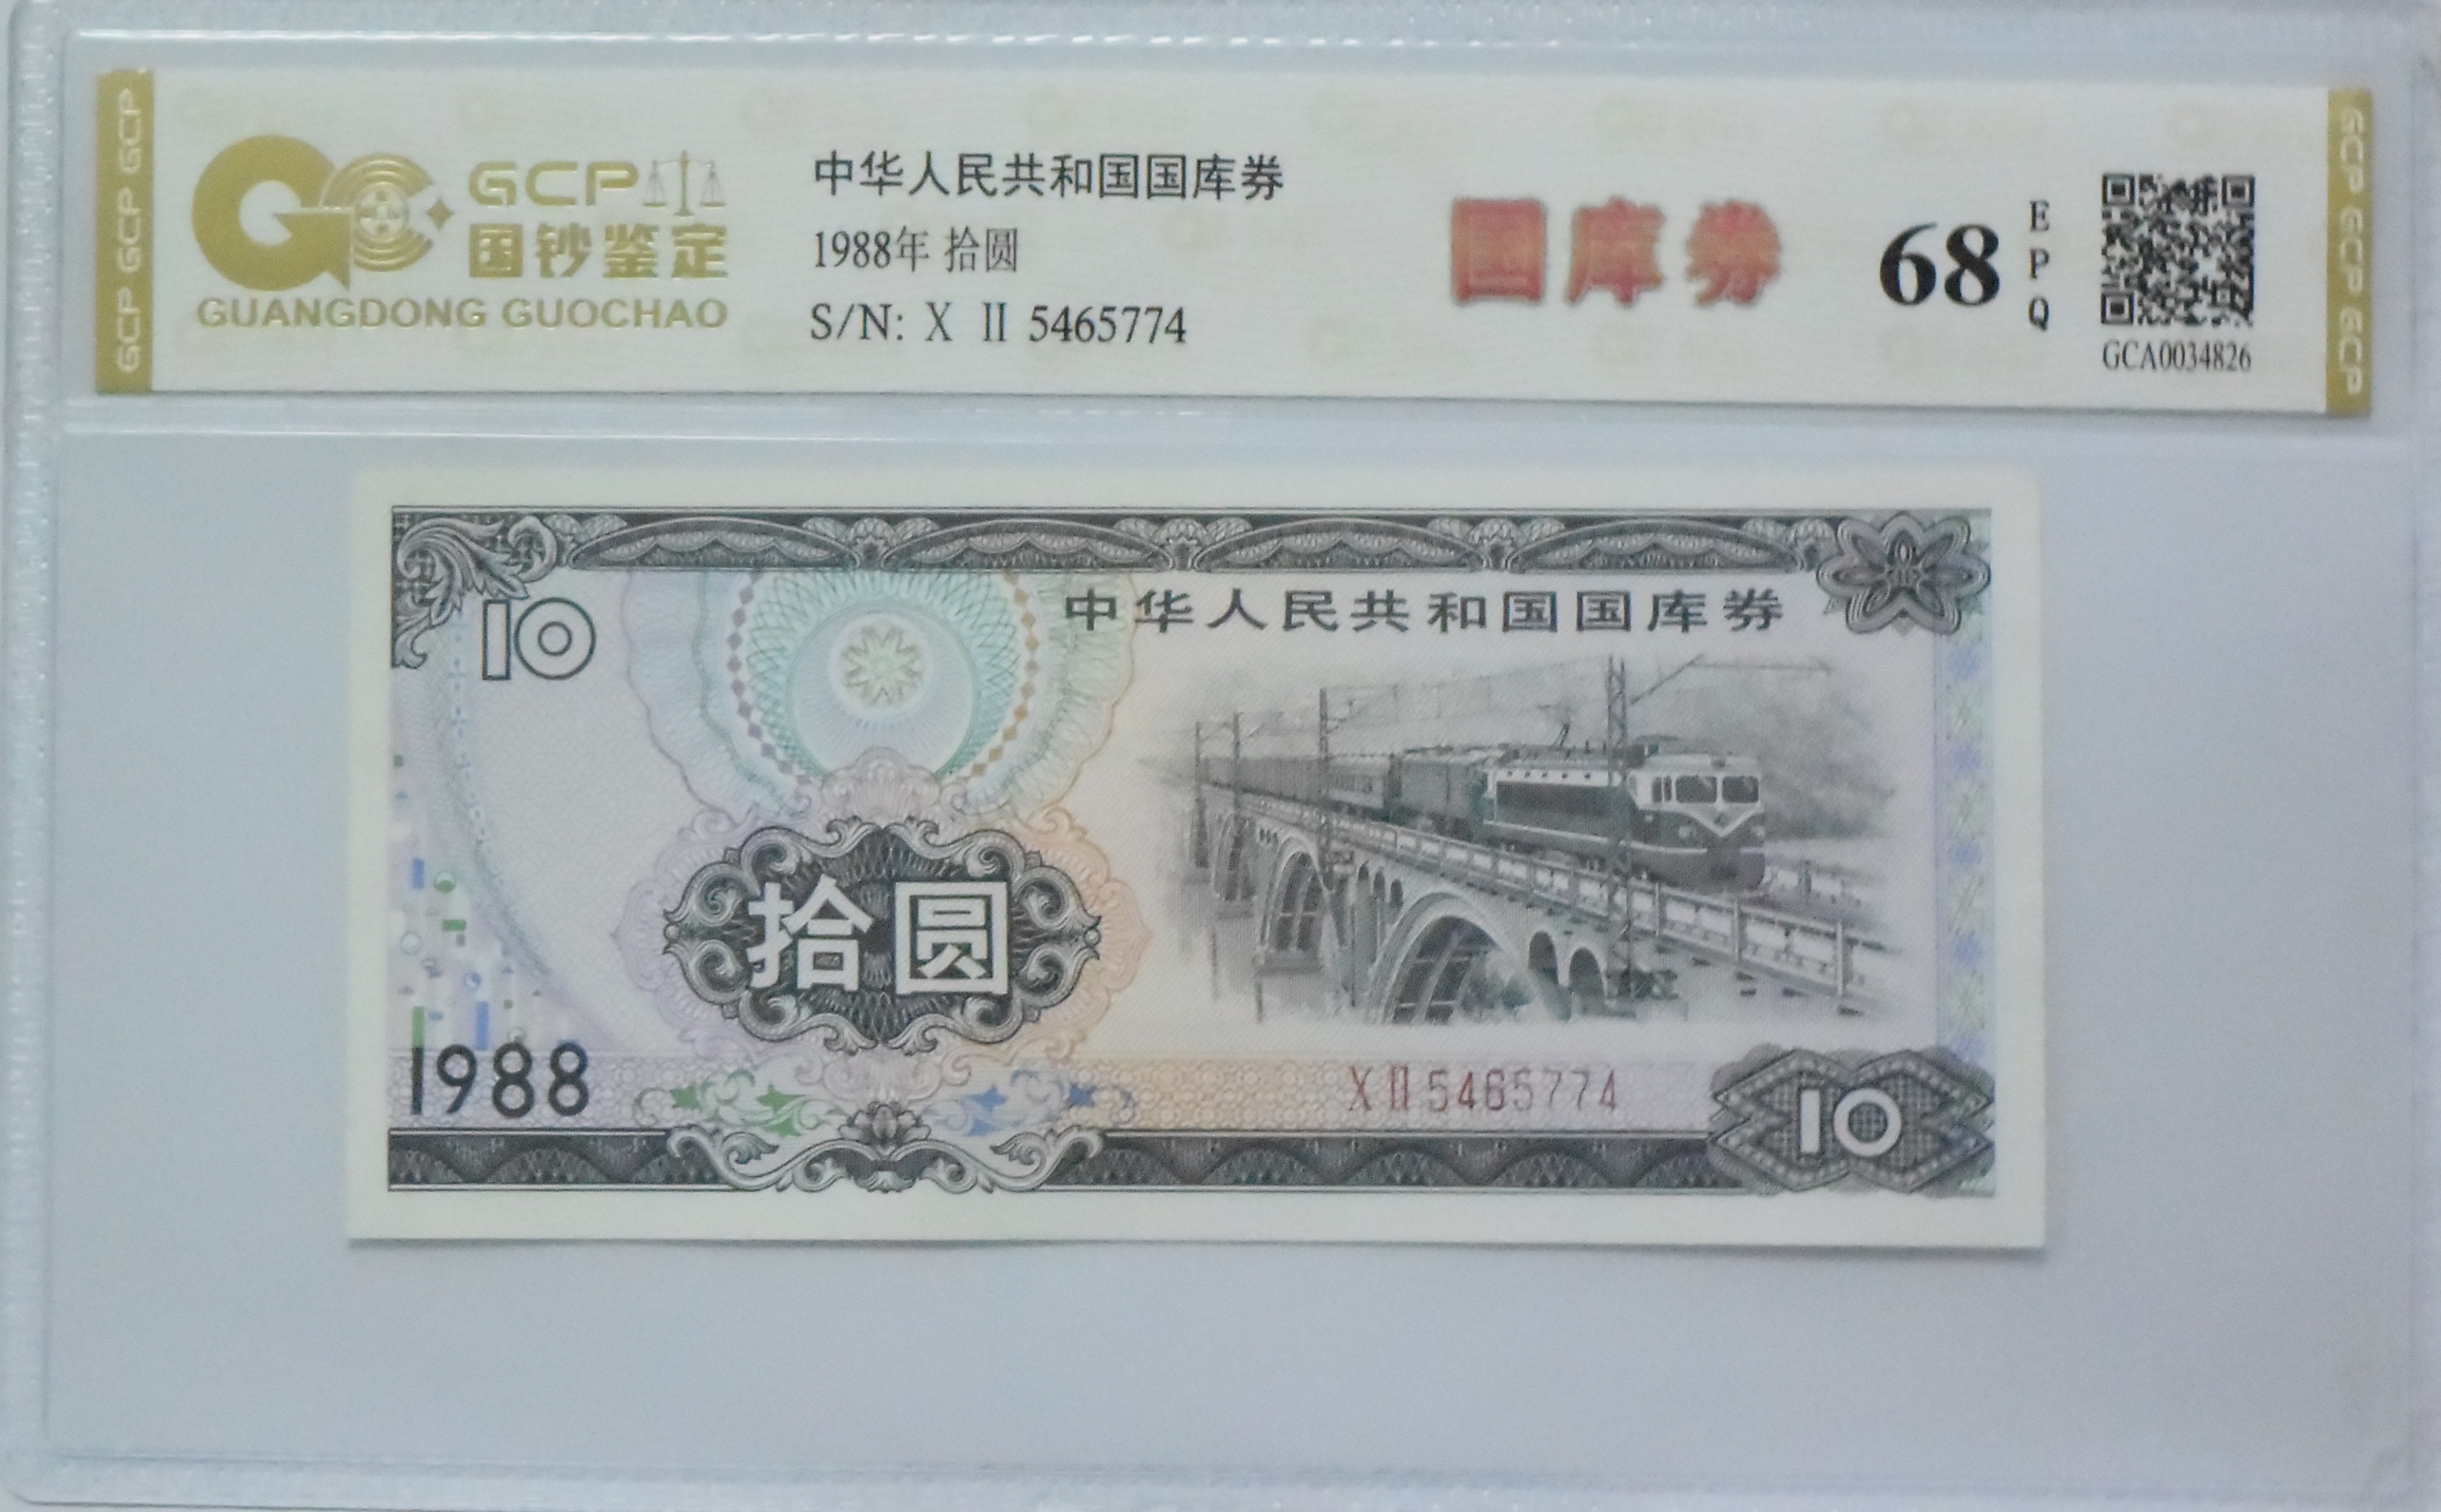 GCP GCP GCP
GCP
国钞鉴定
GUANGDONG GUOCHAO
中华人民共和国国库券
1988年 拾圆
S/N: X II 5465774
国库券
68
EPQ
GCA0034826
GCP GCP GCP
10
中华人民共和国国库券
拾圆
1988
X II 5465774
10